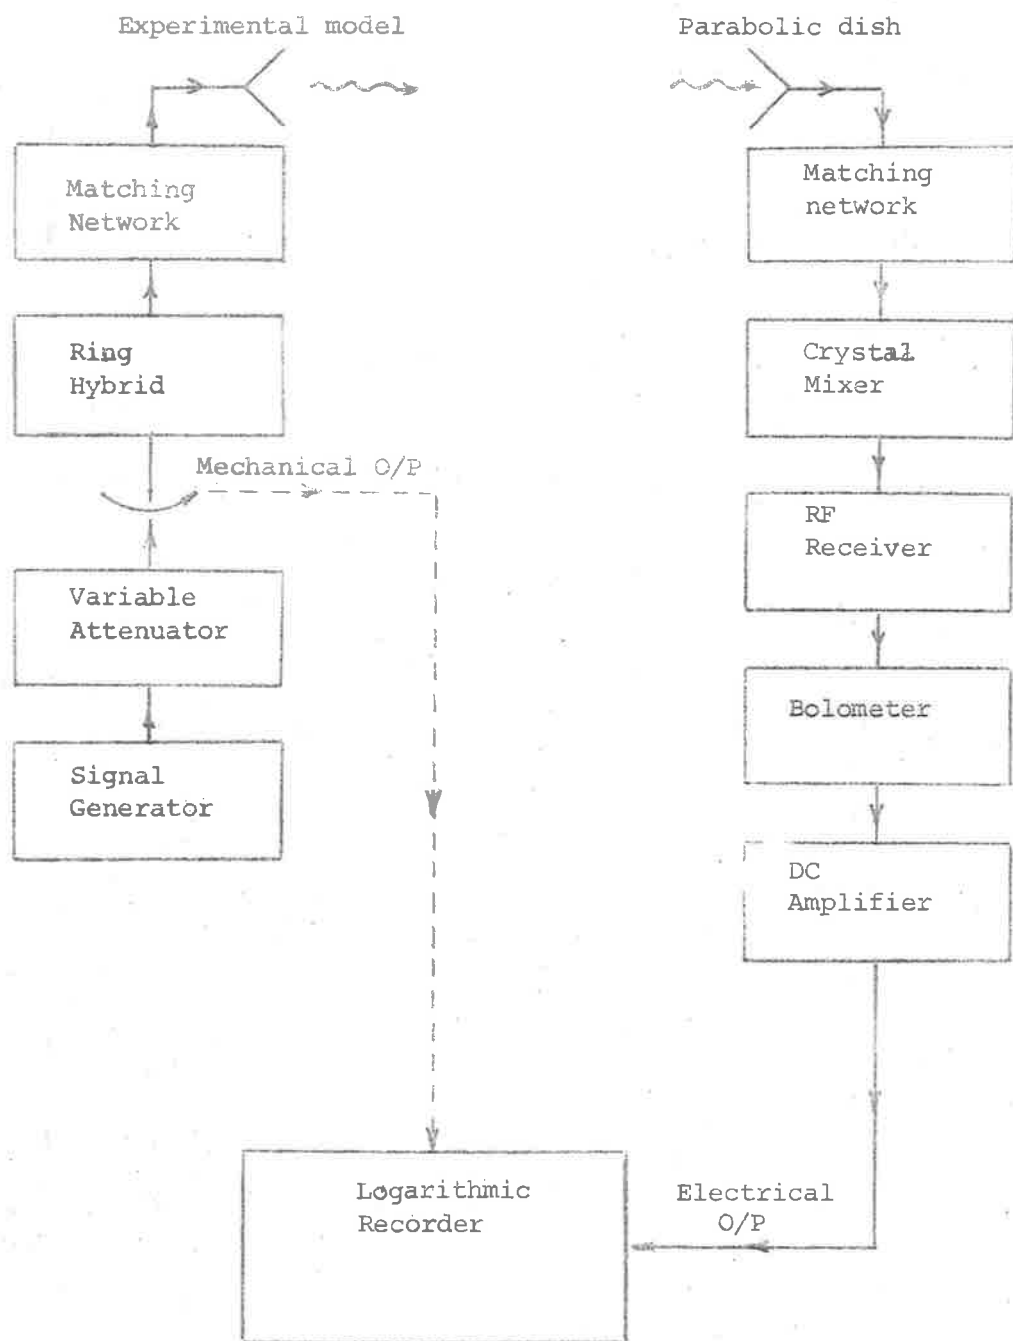 Experimental model
Parabolic dish
Matching
Network
Matching
network
Ring
Hybrid
Crystal
Mixer
Mechanical O/P
RF
Receiver
Variable
Attenuator
Bolometer
Signal
Generator
DC
Amplifier
Logarithmic
Recorder
Electrical
O/P